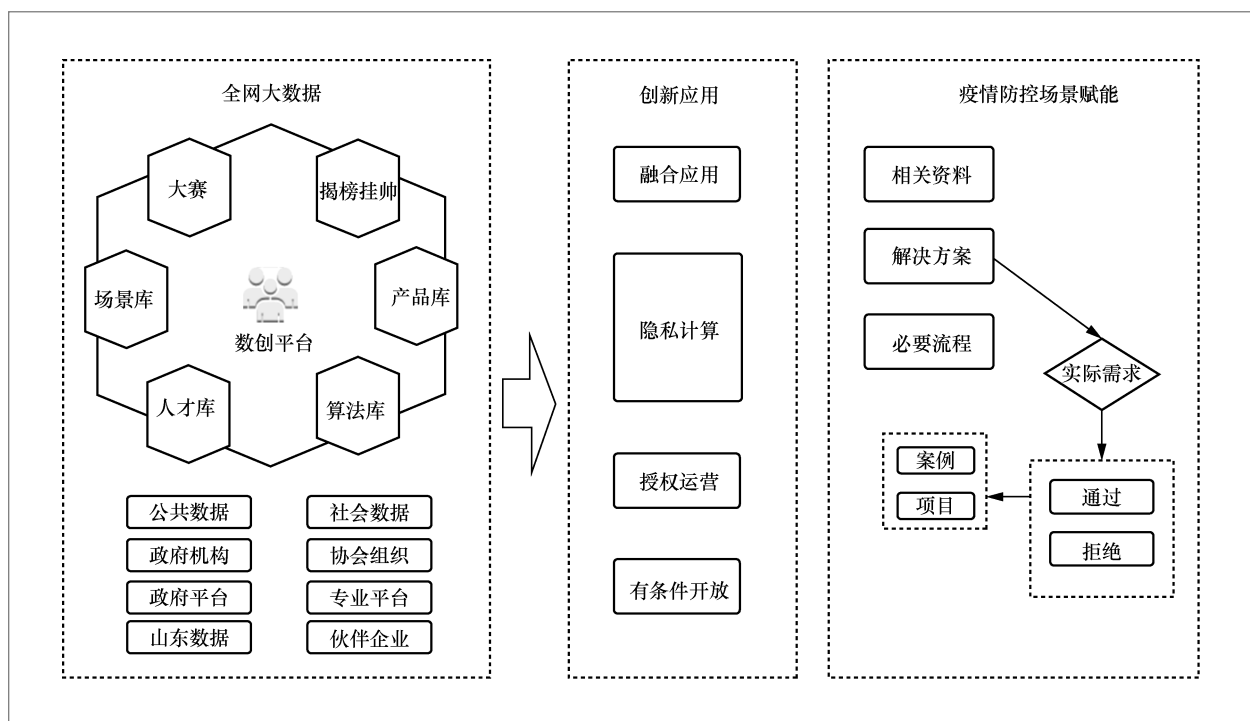 全网大数据
大赛
揭榜挂帅
场景库
产品库
数创平台
人才库
算法库
公共数据
社会数据
政府机构
协会组织
政府平台
专业平台
山东数据
伙伴企业
创新应用
融合应用
隐私计算
授权运营
有条件开放
疫情防控场景赋能
相关资料
解决方案
必要流程
实际需求
案例
项目
通过
拒绝